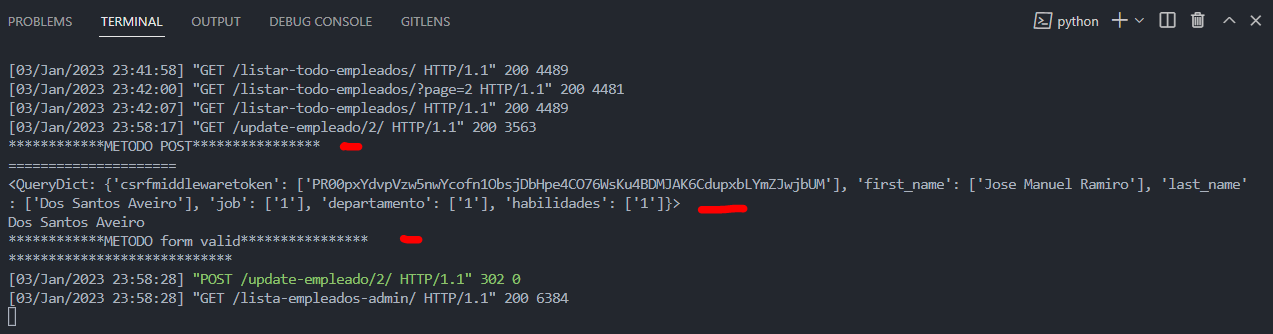 PROBLEMS TERMINAL OUTPUT DEBUG CONSOLE GITLENS python
[03/Jan/2023 23:41:58] "GET /listar-todo-empleados/ HTTP/1.1" 200 4489
[03/Jan/2023 23:42:00] "GET /listar-todo-empleados/?page=2 HTTP/1.1" 200 4481
[03/Jan/2023 23:42:07] "GET /listar-todo-empleados/ HTTP/1.1" 200 4489
[03/Jan/2023 23:58:17] "GET /update-empleado/2/ HTTP/1.1" 200 3563
************METODO POST****************
=====================
<QueryDict: {'csrfmiddlewaretoken': ['PR00pxYdvpVzw5nwYcofn1ObsjDbHpe4CO76WsKu4BDMJAK6CdupxbLYmZJwjbUM'], 'first_name': ['Jose Manuel Ramiro'], 'last_name'
: ['Dos Santos Aveiro'], 'job': ['1'], 'departamento': ['1'], 'habilidades': ['1']}>
Dos Santos Aveiro
************METODO form valid****************
****************************
[03/Jan/2023 23:58:28] "POST /update-empleado/2/ HTTP/1.1" 302 0
[03/Jan/2023 23:58:28] "GET /lista-empleados-admin/ HTTP/1.1" 200 6384